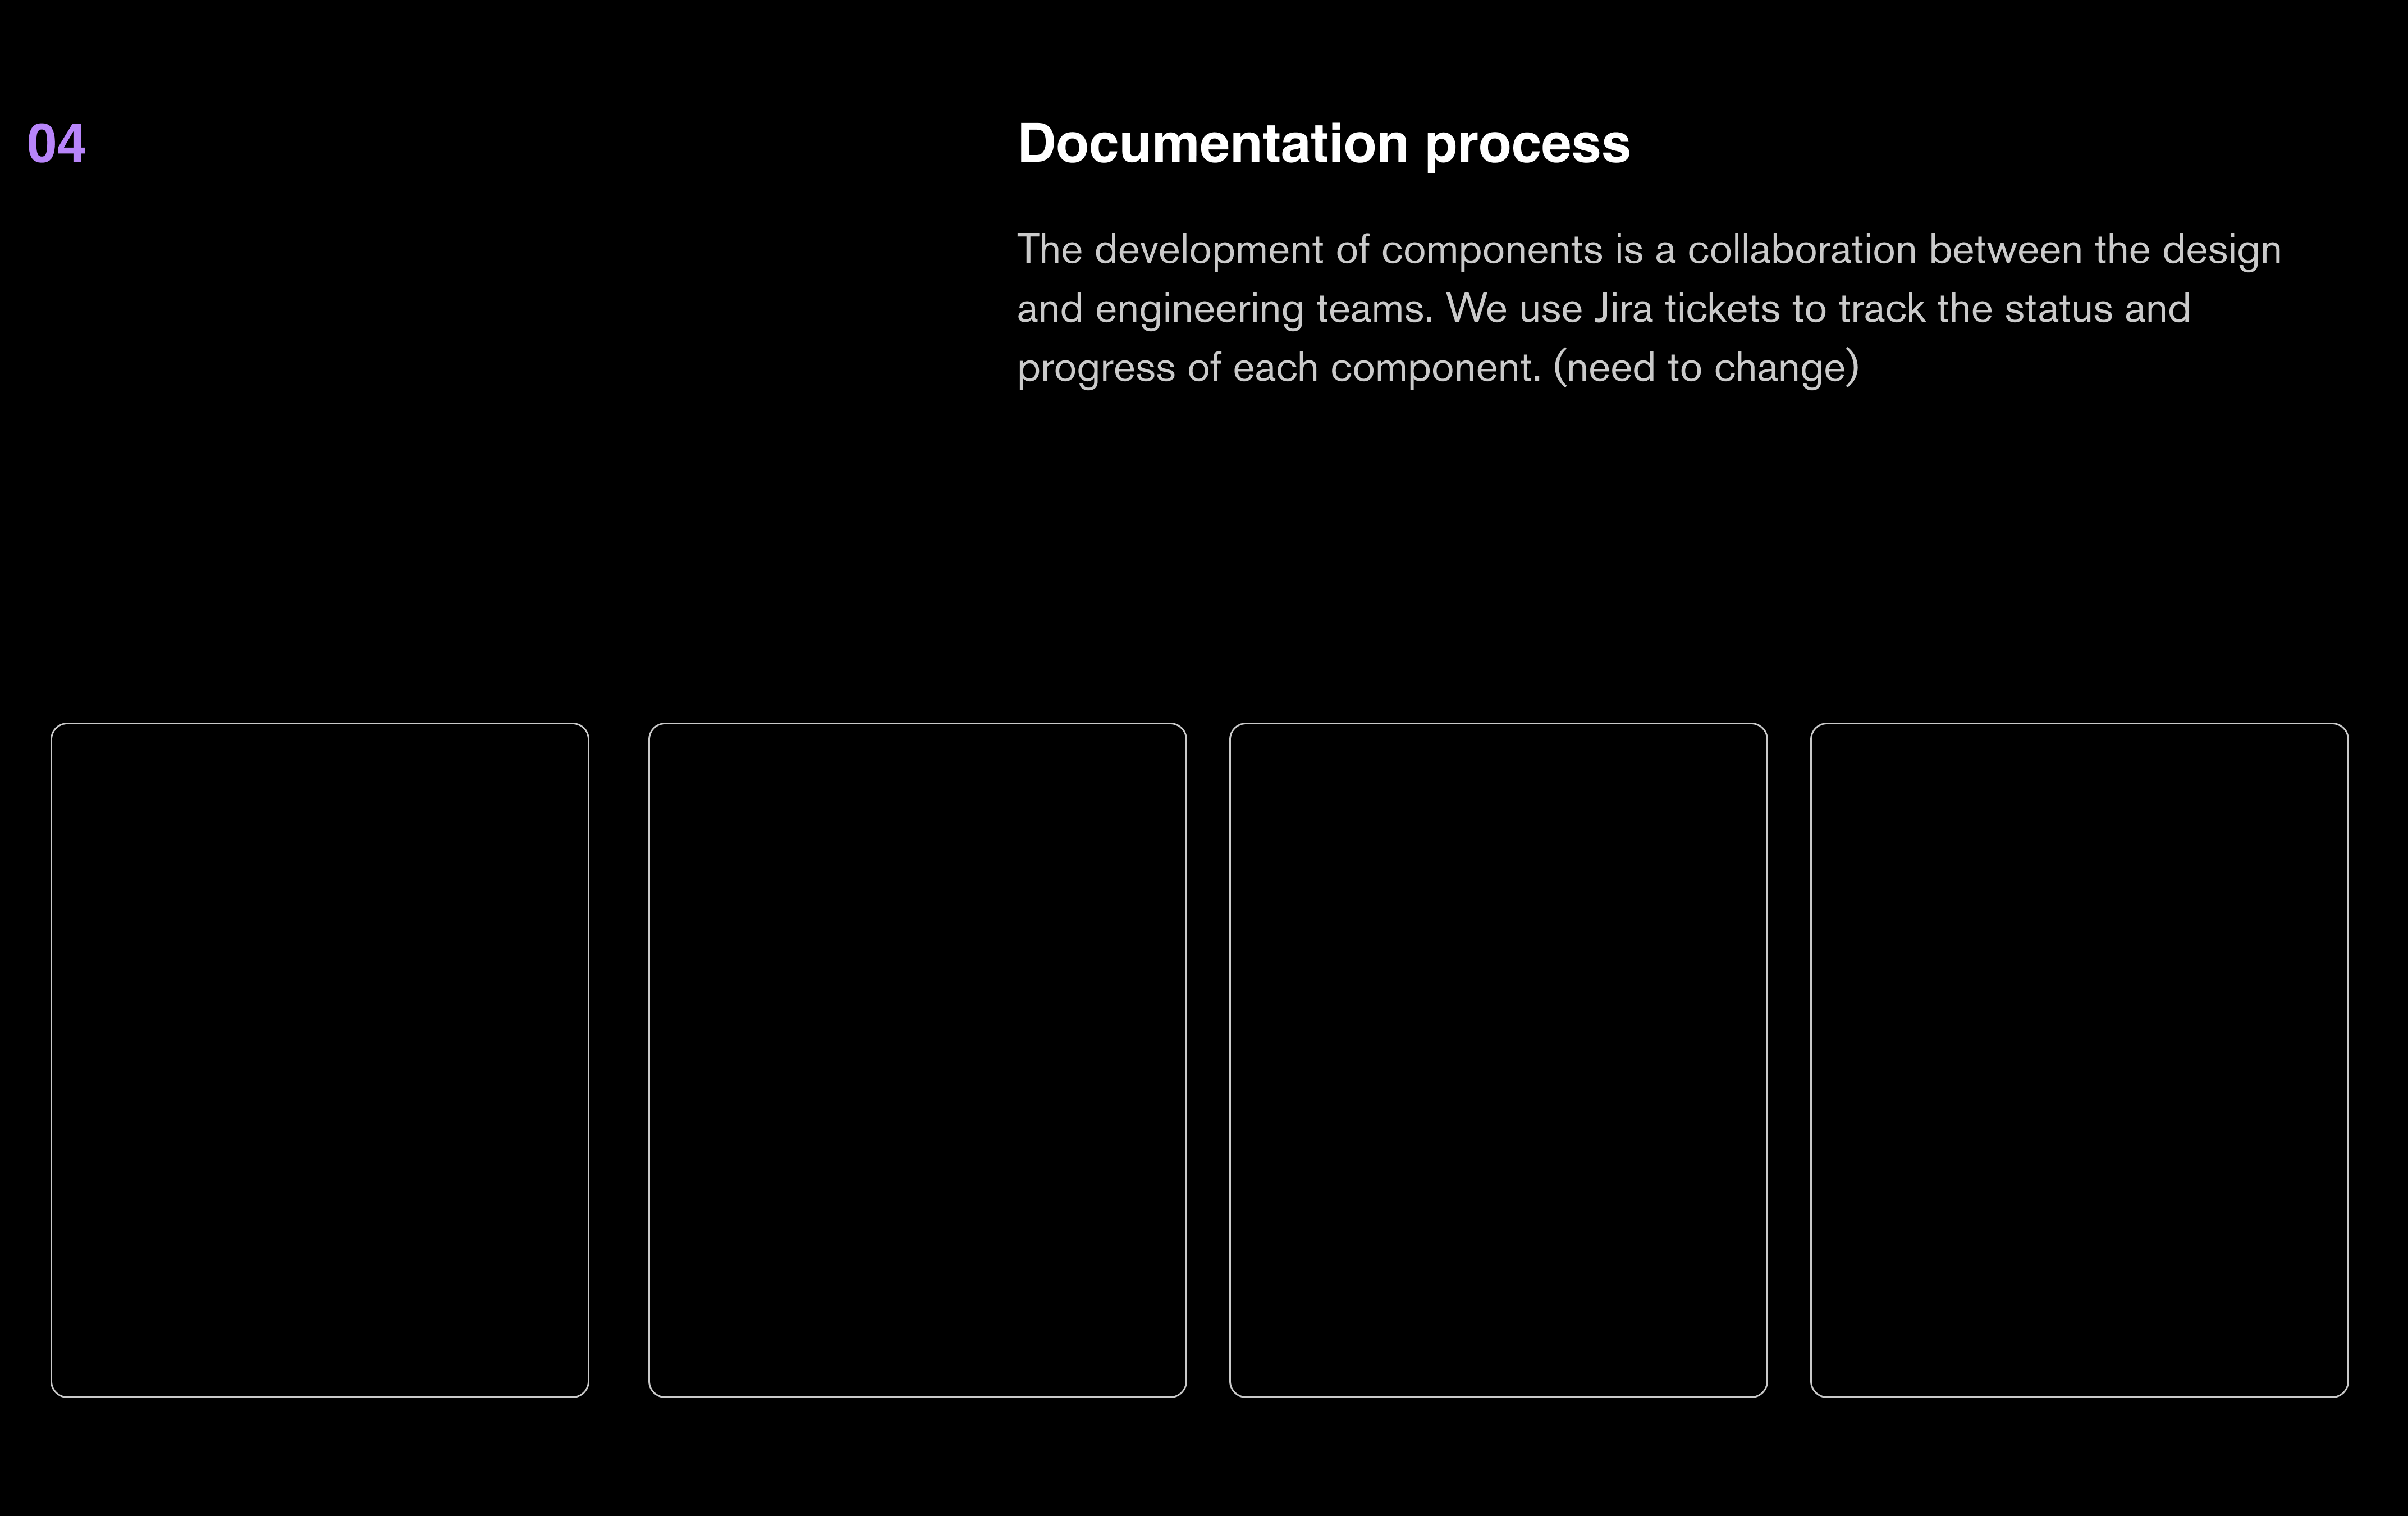 04
Documentation process
The development of components is a collaboration between the design
and engineering teams. We use Jira tickets to track the status and
progress of each component. (need to change)